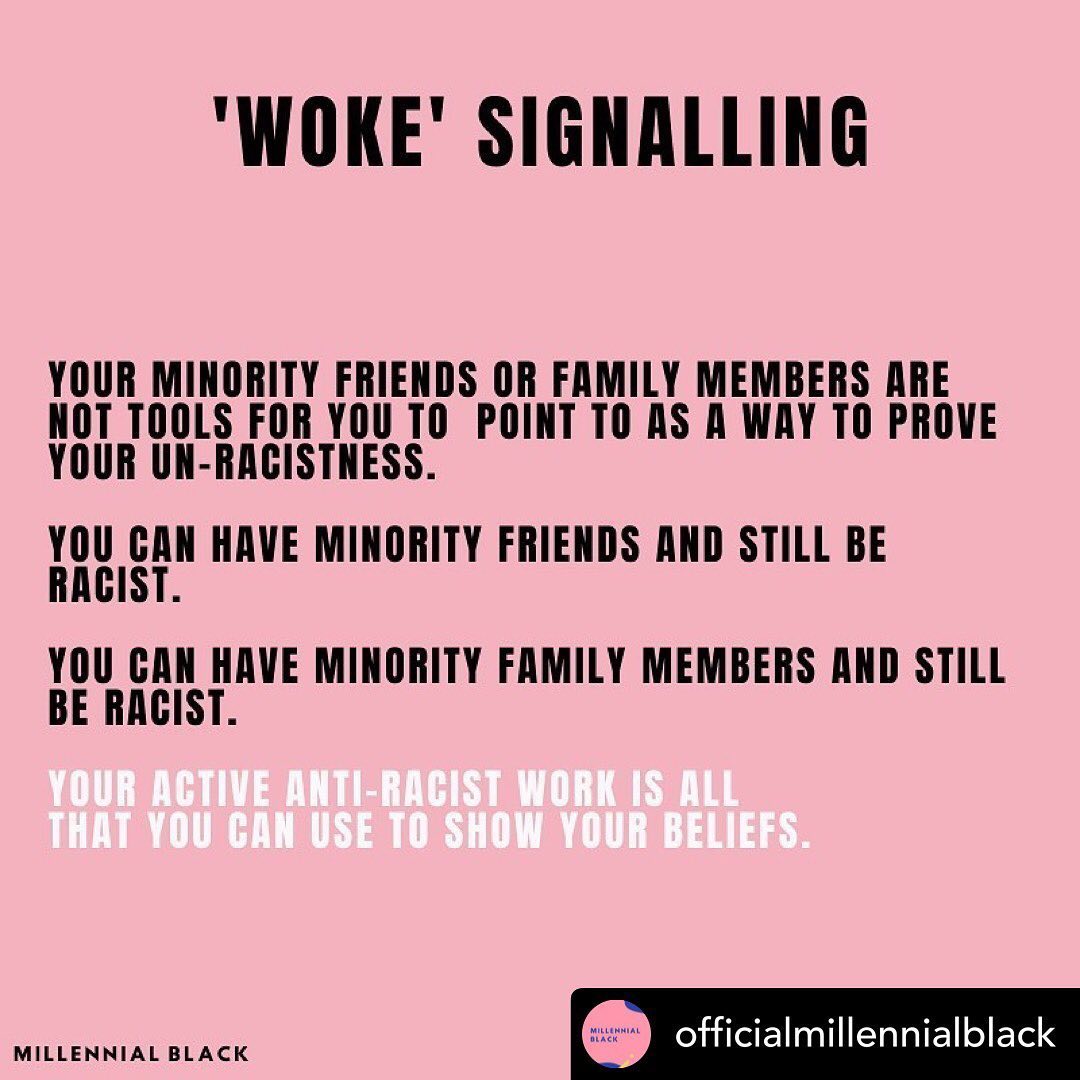 'WOKE' SIGNALLING
YOUR MINORITY FRIENDS OR FAMILY MEMBERS ARE
NOT TOOLS FOR YOU TO  POINT TO AS A WAY TO PROVE
YOUR UN-RACISTNESS.
YOU CAN HAVE MINORITY FRIENDS AND STILL BE
RACIST.
YOU CAN HAVE MINORITY FAMILY MEMBERS AND STILL
BE RACIST.
YOUR ACTIVE ANTI-RACIST WORK IS ALL
THAT YOU CAN USE TO SHOW YOUR BELIEFS.
MILLENNIAL BLACK
MILLENNIAL
BLACK
officialmillennialblack